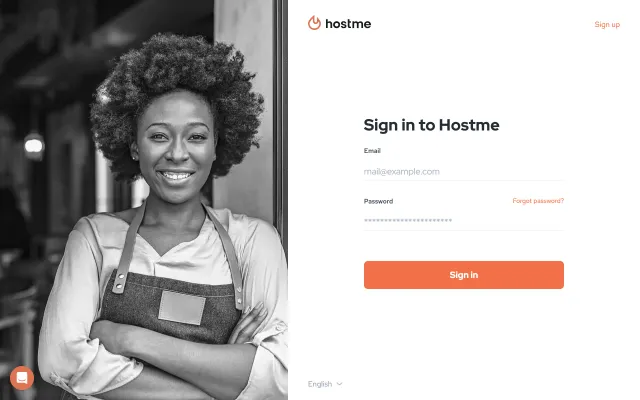 hostme
Sign up
Sign in to Hostme
Email
mail@example.com
Password
Forgot password?
**********************
Sign in
English